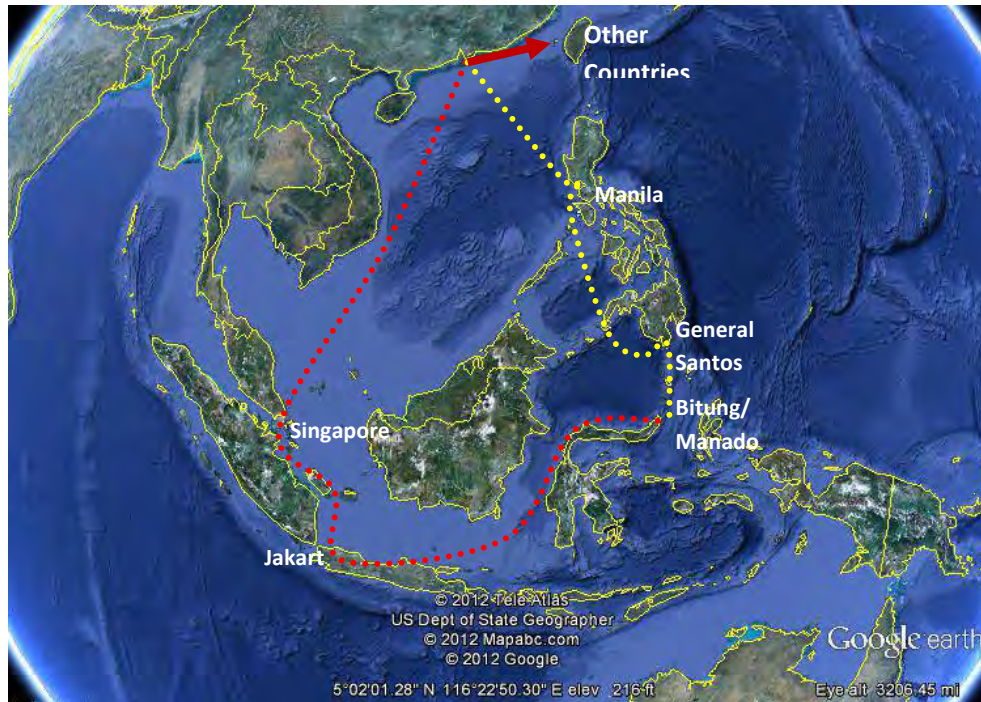 Other
Countries
Manila
General
Santos
Bitung/
Manado
Singapore
Jakart
© 2012 Tele Atlas
US Dept of State Geographer
© 2012 Mapabc.com
© 2012 Google
Google earth
5°02'01.28" N 116°22'50.30" E elev 216 ft
Eye alt 3206.45 mi